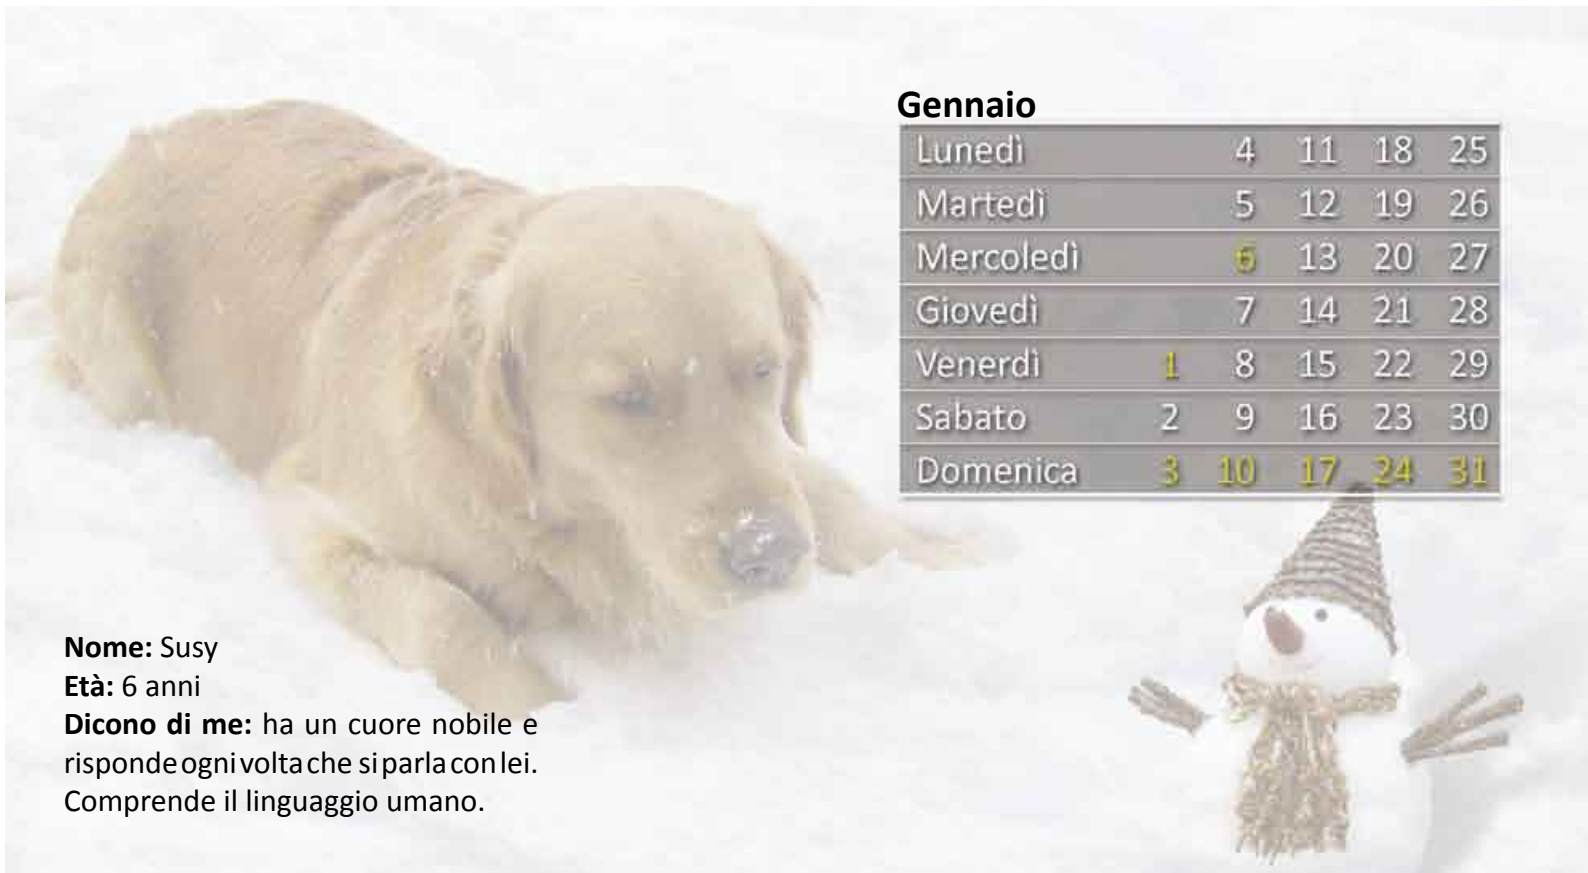 Gennaio
Lunedì 4 11 18 25
Martedì 5 12 19 26
Mercoledì 6 13 20 27
Giovedì 7 14 21 28
Venerdì 1 8 15 22 29
Sabato 2 9 16 23 30
Domenica 3 10 17 24 31
Nome: Susy
Età: 6 anni
Dicono di me: ha un cuore nobile e
risponde ogni volta che si parla con lei.
Comprende il linguaggio umano.